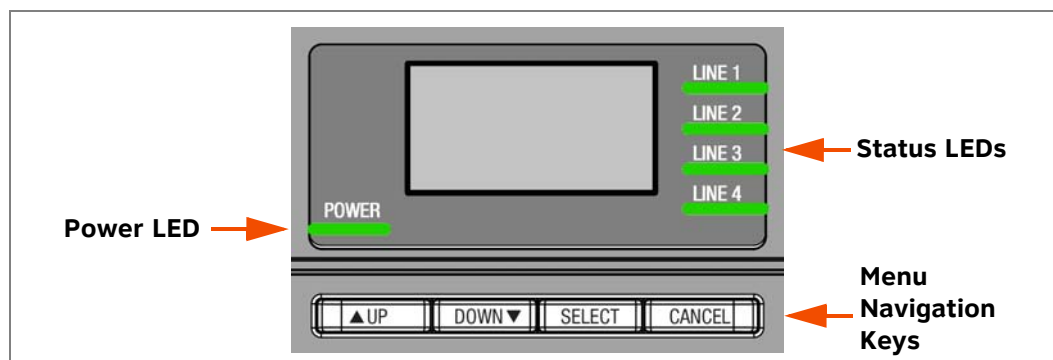 LINE 1
LINE 2
LINE 3
LINE 4
Status LEDs
POWER
Power LED
▲UP
DOWN▼
SELECT
CANCEL
Menu
Navigation
Keys